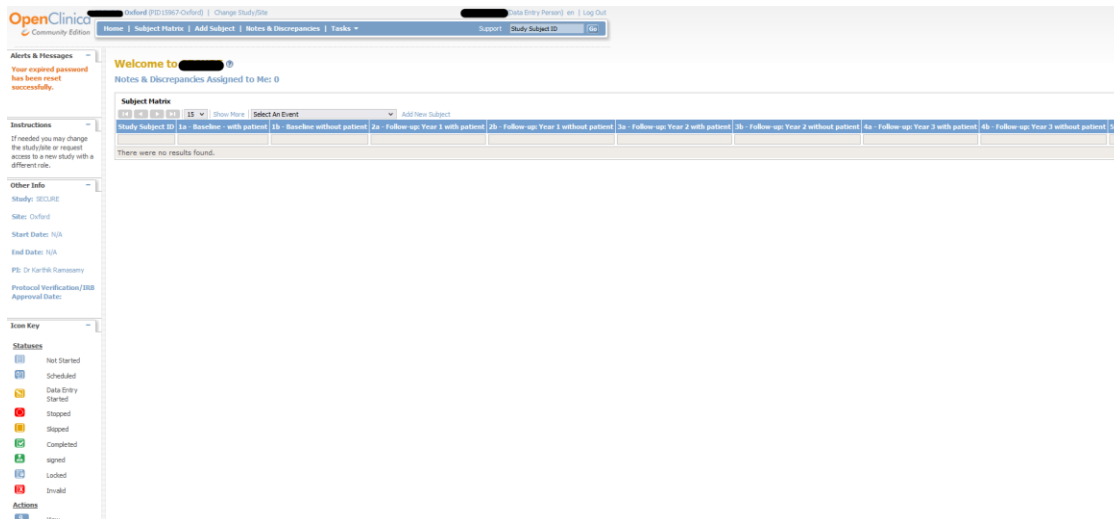 OpenClinica
Community Edition
Oxford (PID15967-Oxford) | Change Study/Site
Data Entry Person) en | Log Out
Home | Subject Matrix | Add Subject | Notes & Discrepancies | Tasks
Support
Study Subject ID
Go
Alerts & Messages
Your expired password
has been reset
successfully.
Instructions
If needed you may change
the study/site or request
access to a new study with a
different role.
Other Info
Study: SECURE
Site: Oxford
Start Date: N/A
End Date: N/A
PI: Dr Karthik Ramasamy
Protocol Verification/IRB
Approval Date:
Icon Key
Statuses
Not Started
Scheduled
Data Entry
Started
Stopped
Skipped
Completed
signed
Locked
Invalid
Actions
Welcome to
Notes & Discrepancies Assigned to Me: 0
Subject Matrix
15 Show More Select An Event Add New Subject
Study Subject ID 1a - Baseline - with patient 1b - Baseline without patient 2a - Follow-up: Year 1 with patient 2b - Follow-up: Year 1 without patient 3a - Follow-up: Year 2 with patient 3b - Follow-up: Year 2 without patient 4a - Follow-up: Year 3 with patient 4b - Follow-up: Year 3 without patient 5
There were no results found.